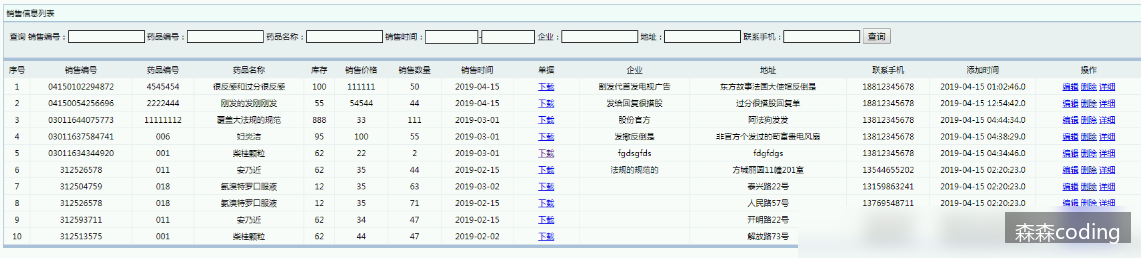 销售信息列表
查询 销售编号： 药品编号： 药品名称： 销售时间： - 企业： 地址： 联系手机： 查询
序号 销售编号 药品编号 药品名称 库存 销售价格 销售数量 销售时间 单据 企业 地址 联系手机 添加时间 操作
1 04150102294872 4545454 很反感和过分很反感 100 111111 50 2019-04-15 下载 割发代首发电视广告 东方故事法国大使馆反倒是 18812345678 2019-04-15 01:02:46.0 编辑 删除 详细
2 04150054256696 2222444 刚发的发刚刚发 55 54544 44 2019-04-15 下载 发给回复很搭股 过分很搭股回复单 18812345678 2019-04-15 12:54:42.0 编辑 删除 详细
3 03011644075773 11111112 覆盖大法规的规范 888 33 111 2019-03-01 下载 股份官方 阿法狗发发 13812345678 2019-04-15 04:44:34.0 编辑 删除 详细
4 03011637584741 006 妇炎洁 95 100 55 2019-03-01 下载 发撒反倒是 非官方个发过的司富番电风扇 13812345678 2019-04-15 04:38:29.0 编辑 删除 详细
5 03011634344920 001 柴桂颗粒 62 22 2 2019-03-01 下载 fgdsgfds fdgfdgs 13812345678 2019-04-15 04:34:46.0 编辑 删除 详细
6 312526578 011 安乃近 62 35 44 2019-02-15 下载 法规的规范的 方城丽园11幢201室 13544655202 2019-04-15 02:20:23.0 编辑 删除 详细
7 312504759 018 氨溴特罗口服液 12 35 63 2019-03-02 下载 泰兴路22号 13159863241 2019-04-15 02:20:23.0 编辑 删除 详细
8 312526578 018 氨溴特罗口服液 12 35 71 2019-02-15 下载 人民路57号 13769548711 2019-04-15 02:20:23.0 编辑 删除 详细
9 312593711 011 安乃近 62 34 47 2019-02-15 下载 开明路22号
10 312513575 001 柴桂颗粒 62 44 47 2019-02-02 下载 解放路73号
森森coding